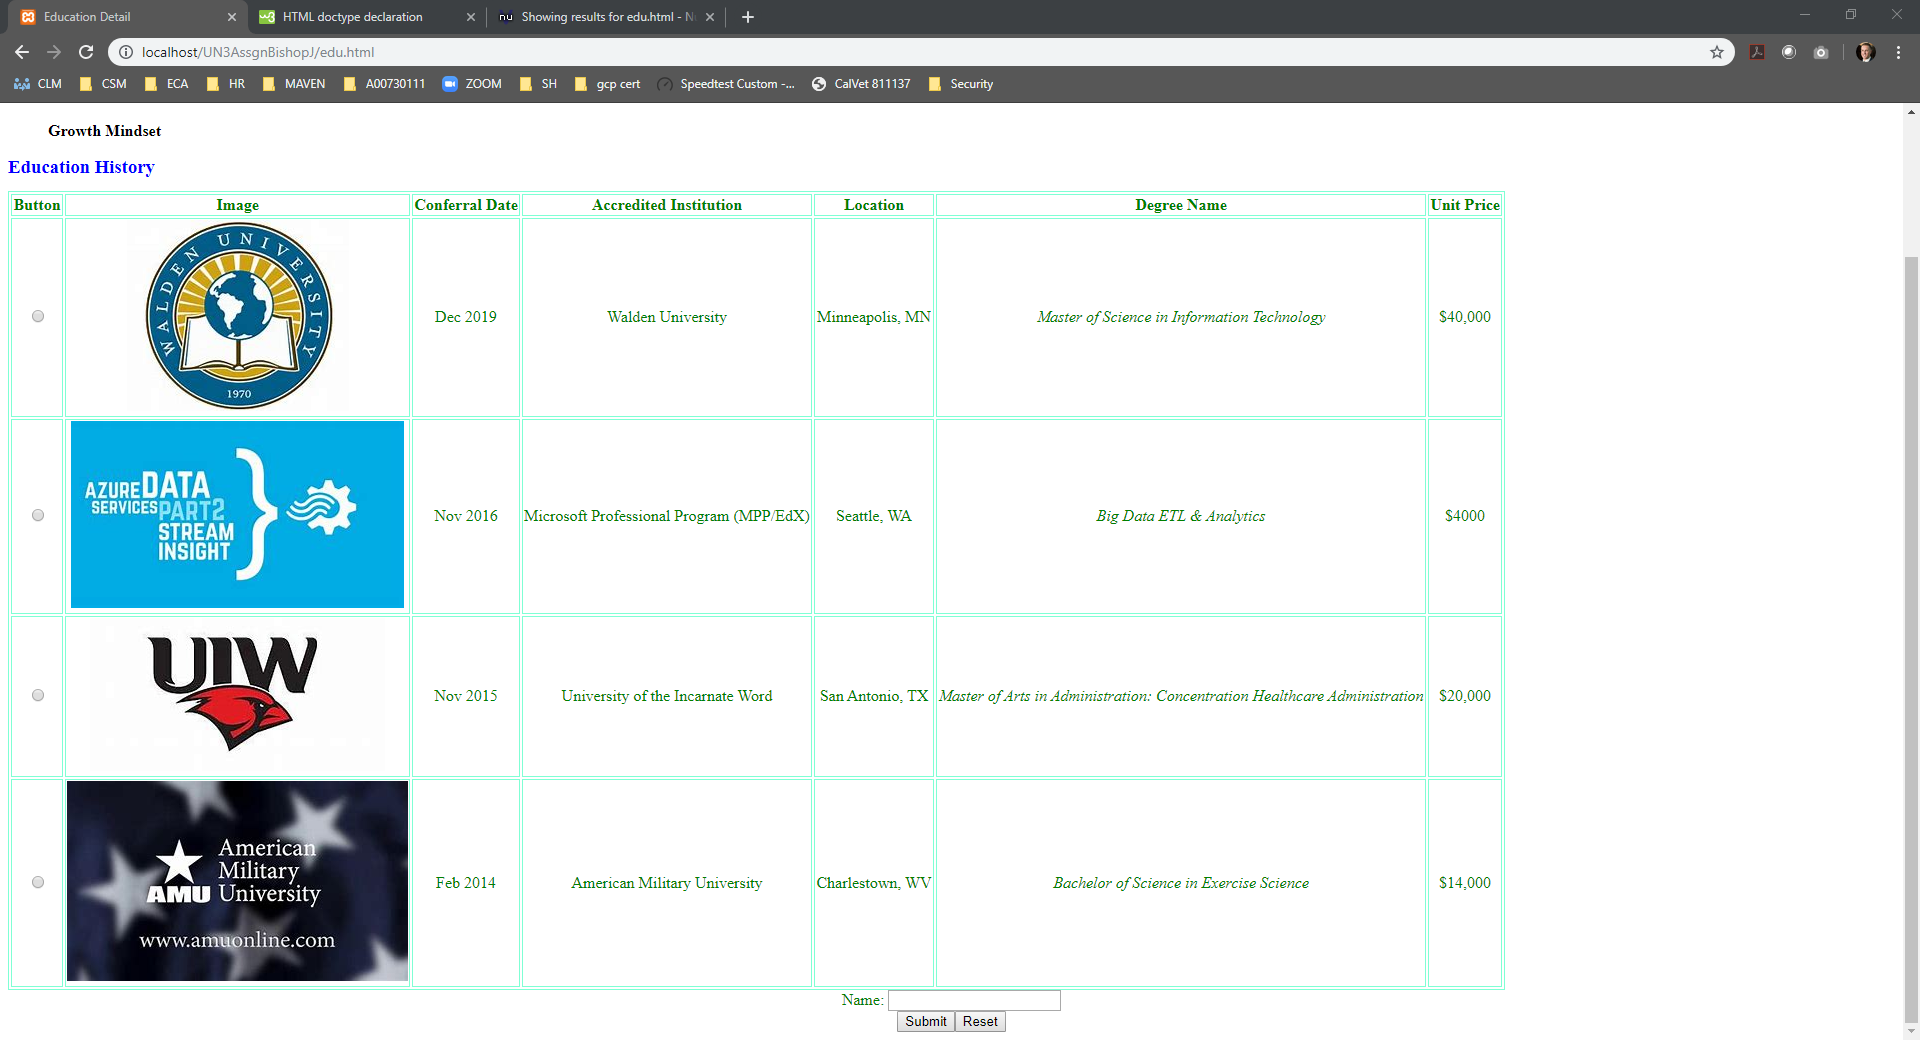 Education Detail
HTML doctype declaration
Showing results for edu.html - N
localhost/UN3AssgnBishopJ/edu.html
CLM CSM ECA HR MAVEN A00730111 ZOOM SH gcp cert Speedtest Custom -... CalVet 811137 Security
Growth Mindset
Education History
Button Image Conferral Date Accredited Institution Location Degree Name Unit Price
WALDEN UNIVERSITY
1970
Dec 2019 Walden University Minneapolis, MN Master of Science in Information Technology $40,000
AZURE DATA
SERVICES PART2
STREAM
INSIGHT
Nov 2016 Microsoft Professional Program (MPP/EdX) Seattle, WA Big Data ETL & Analytics $4000
UIW
Nov 2015 University of the Incarnate Word San Antonio, TX Master of Arts in Administration: Concentration Healthcare Administration $20,000
American
Military
AMU University
www.amuonline.com
Feb 2014 American Military University Charlestown, WV Bachelor of Science in Exercise Science $14,000
Name:
Submit Reset